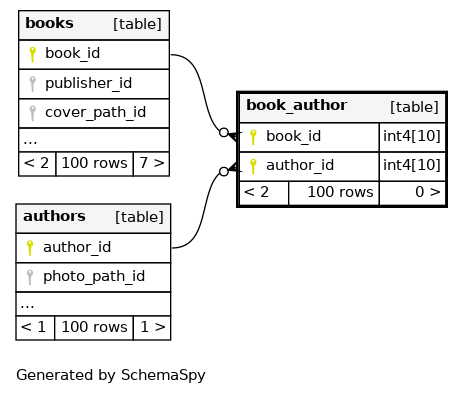 books [table]
book_id
publisher_id
cover_path_id
...
< 2 100 rows 7 >
book_author [table]
book_id int4[10]
author_id int4[10]
< 2 100 rows 0 >
authors [table]
author_id
photo_path_id
...
< 1 100 rows 1 >
Generated by SchemaSpy